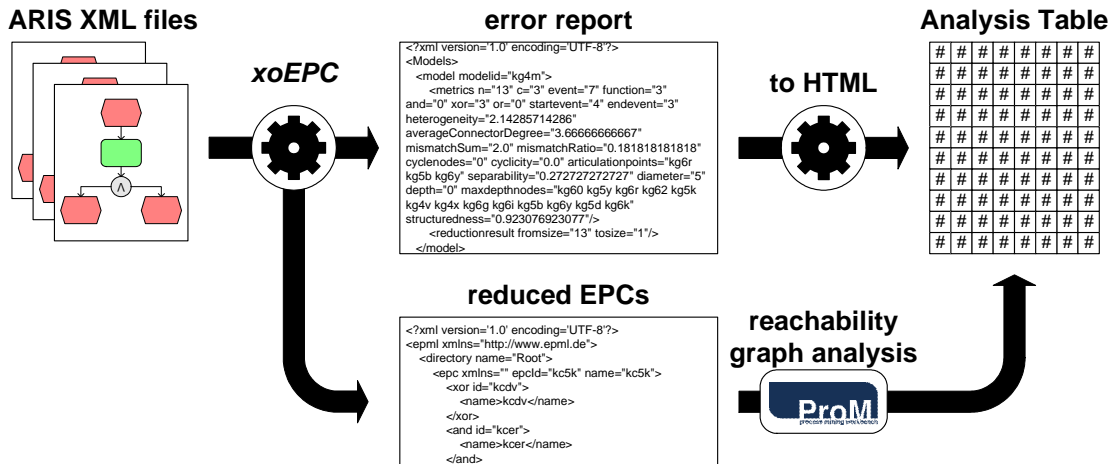 ARIS XML files
error report
Analysis Table
xoEPC
to HTML
Λ
<?xml version='1.0' encoding='UTF-8'?>
<Models>
<model modelid="kg4m">
<metrics n="13" c="3" event="7" function="3"
and="0" xor="3" or="0" startevent="4" endevent="3"
heterogeneity="2.14285714286"
averageConnectorDegree="3.66666666667"
mismatchSum="2.0" mismatchRatio="0.181818181818"
cyclenodes="0" cyclicity="0.0" articulationpoints="kg6r
kg5b kg6y" separability="0.272727272727" diameter="5"
depth="0" maxdepthnodes="kg60 kg5y kg6r kg62 kg5k
kg4v kg4x kg6g kg6i kg5b kg6y kg5d kg6k"
structuredness="0.923076923077"/>
<reductionresult fromsize="13" tosize="1"/>
</model>
# # # # # # # #
# # # # # # # #
# # # # # # # #
# # # # # # # #
# # # # # # # #
# # # # # # # #
# # # # # # # #
# # # # # # # #
# # # # # # # #
# # # # # # # #
reduced EPCs
<?xml version='1.0' encoding='UTF-8'?>
<epml xmlns="http://www.epml.de">
<directory name="Root">
<epc xmlns="" epcId="kc5k" name="kc5k">
<xor id="kcdv">
<name>kcdv</name>
</xor>
<and id="kcer">
<name>kcer</name>
</and>
reachability
graph analysis
ProM
process mining workbench